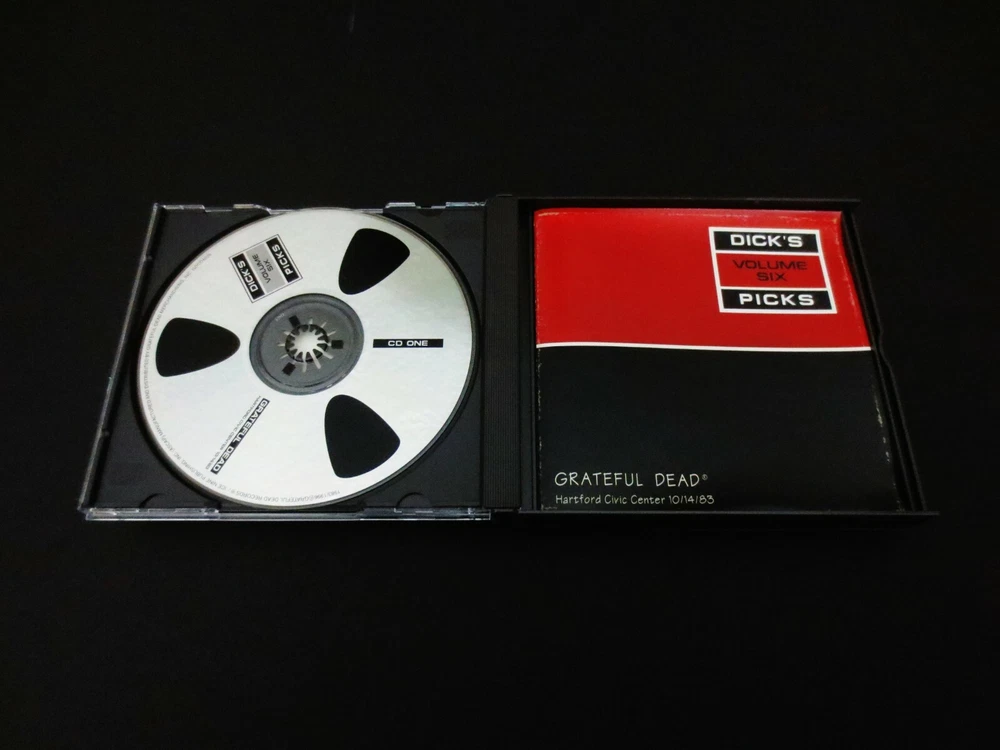 DICK'S
VOLUME
SIX
PICKS
CD ONE
GRATEFUL DEAD
DICK'S
VOLUME
SIX
PICKS
GRATEFUL DEAD®
Hartford Civic Center 10/14/83